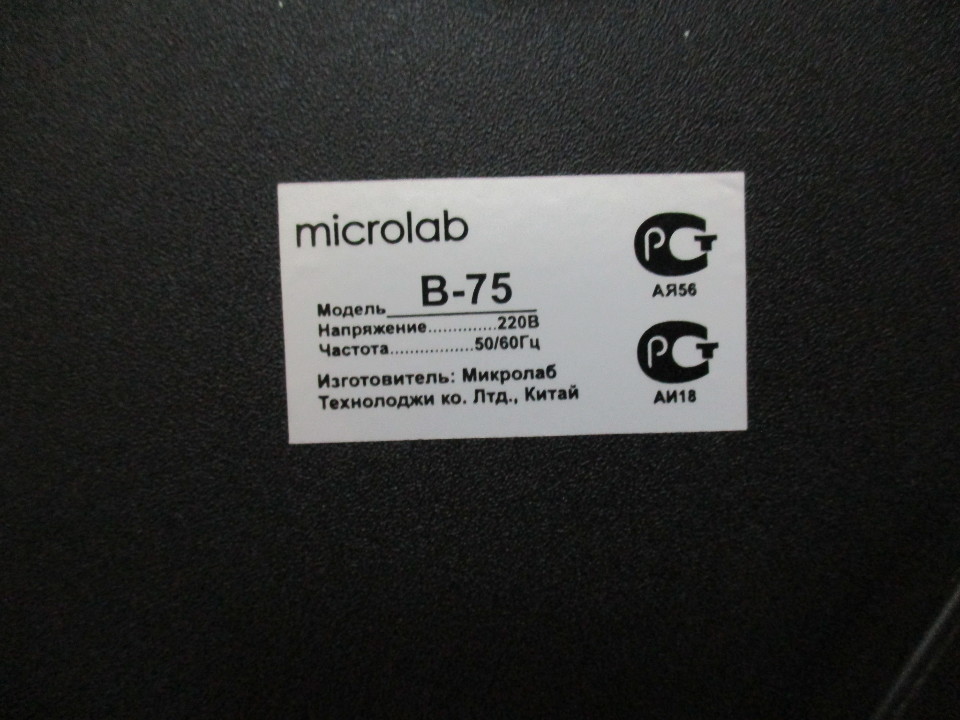 microlab
Модель B-75
Напряжение..............220В
Частота..................50/60Гц
Изготовитель: Микролаб
Технолоджи ко. Лтд., Китай
РСТ
АЯ56
РСТ
АИ18